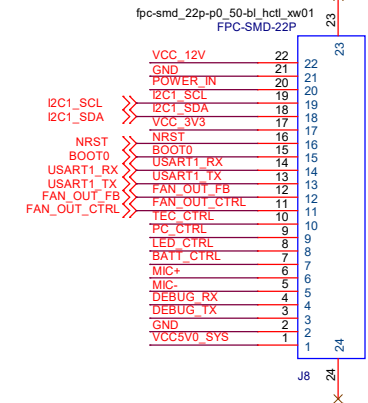 fpc-smd_22p-p0_50-bl_hctl_xw01
FPC-SMD-22P
23
23
VCC_12V 22 22
GND 21 21
POWER_IN 20 20
I2C1_SCL I2C1_SCL 19 19
I2C1_SDA I2C1_SDA 18 18
VCC_3V3 17 17
NRST NRST 16 16
BOOT0 BOOT0 15 15
USART1_RX USART1_RX 14 14
USART1_TX USART1_TX 13 13
FAN_OUT_FB FAN_OUT_FB 12 12
FAN_OUT_CTRL FAN_OUT_CTRL 11 11
TEC_CTRL 10 10
PC_CTRL 9 9
LED_CTRL 8 8
BATT_CTRL 7 7
MIC+ 6 6
MIC- 5 5
DEBUG_RX 4 4
DEBUG_TX 3 3
GND 2 2
VCC5V0_SYS 1 1
24
J8 24